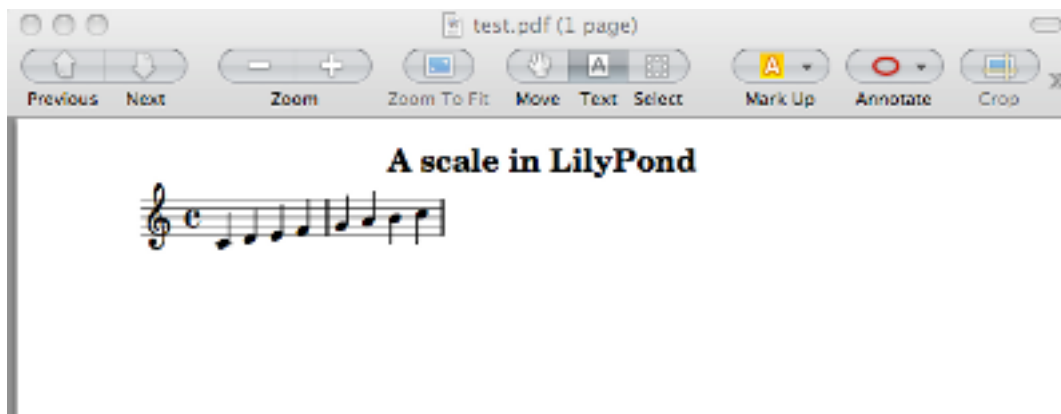 test.pdf (1 page)
Previous Next Zoom Zoom To Fit Move Text Select Mark Up Annotate Crop
A scale in LilyPond